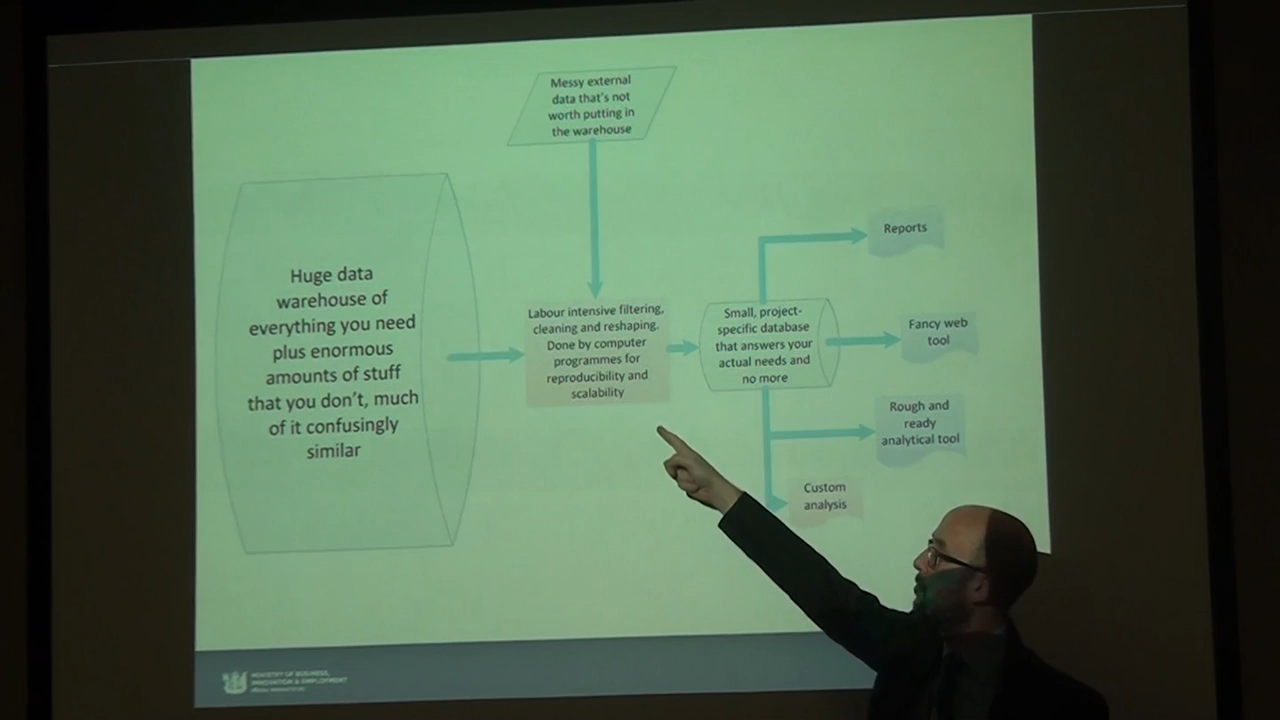 Messy external
data that's not
worth putting in
the warehouse
Huge data
warehouse of
everything you need
plus enormous
amounts of stuff
that you don't, much
of it confusingly
similar
Labour intensive filtering,
cleaning and reshaping.
Done by computer
programmes for
reproducibility and
scalability
Small, project-
specific database
that answers your
actual needs and
no more
Reports
Fancy web
tool
Rough and
ready
analytical tool
Custom
analysis
MINISTRY OF BUSINESS,
INNOVATION & EMPLOYMENT